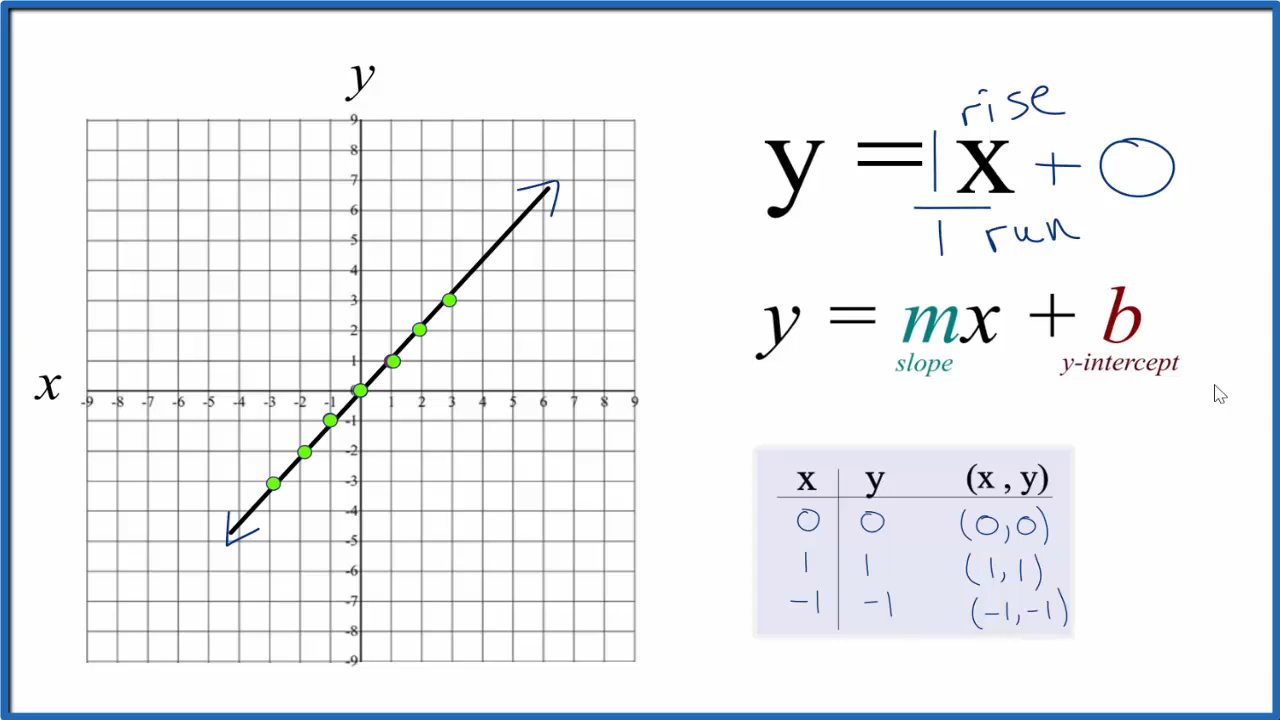 y
9
8
7
6
5
4
3
2
1
x
-9 -8 -7 -6 -5 -4 -3 -2 -1 1 2 3 4 5 6 7 8 9
-1
-2
-3
-4
-5
-6
-7
-8
-9
rise
y = 1x + 0
1 run
y = mx + b
slope y-intercept
x y (x , y)
0 0 (0,0)
1 1 (1,1)
-1 -1 (-1,-1)